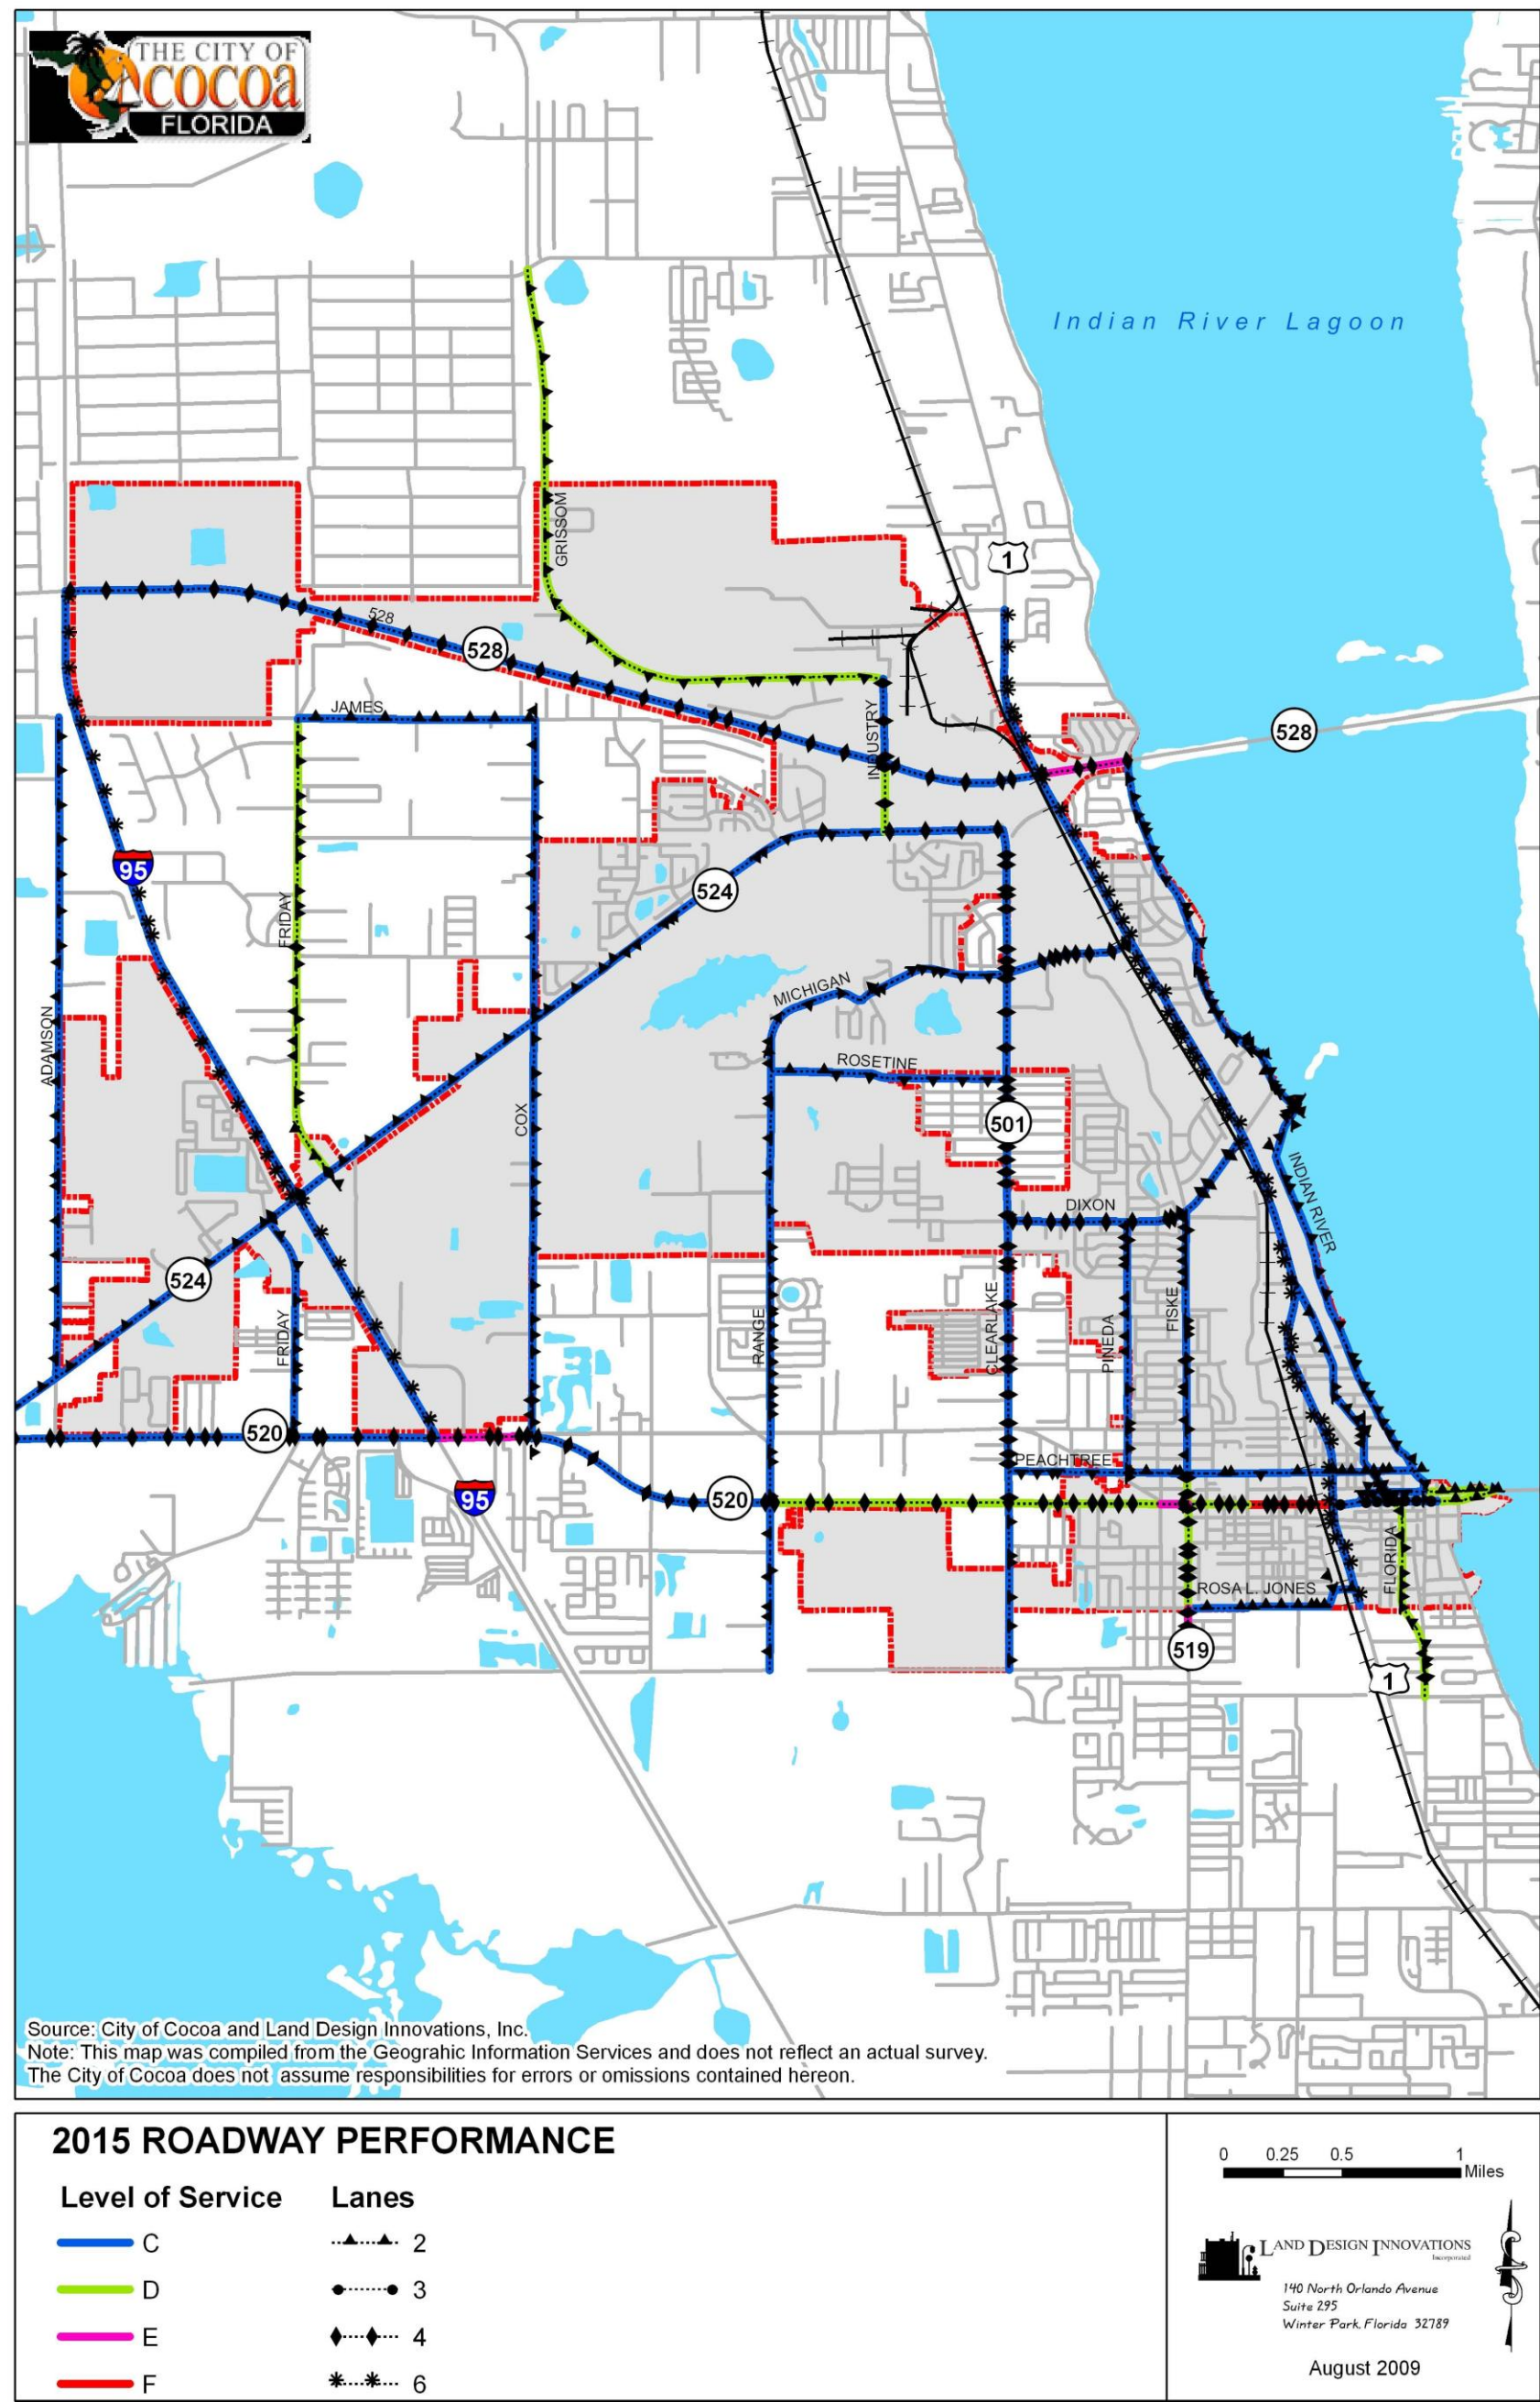 THE CITY OF
COCOA
FLORIDA
Indian River Lagoon
GRISSOM
1
528
528
528
JAMES
INDUSTRY
95
524
FRIDAY
MICHIGAN
ADAMSON
ROSETINE
COX
501
INDIAN RIVER
DIXON
524
FRIDAY
RANGE
CLEARLAKE
PINEDA
FISKE
520
PEACHTREE
95
520
FLORIDA
ROSA L. JONES
519
1
Source: City of Cocoa and Land Design Innovations, Inc.
Note: This map was compiled from the Geograhic Information Services and does not reflect an actual survey.
The City of Cocoa does not assume responsibilities for errors or omissions contained hereon.
2015 ROADWAY PERFORMANCE
Level of Service Lanes
C 2
D 3
E 4
F 6
0 0.25 0.5 1
Miles
LAND DESIGN INNOVATIONS
Incorporated
140 North Orlando Avenue
Suite 295
Winter Park, Florida 32789
August 2009